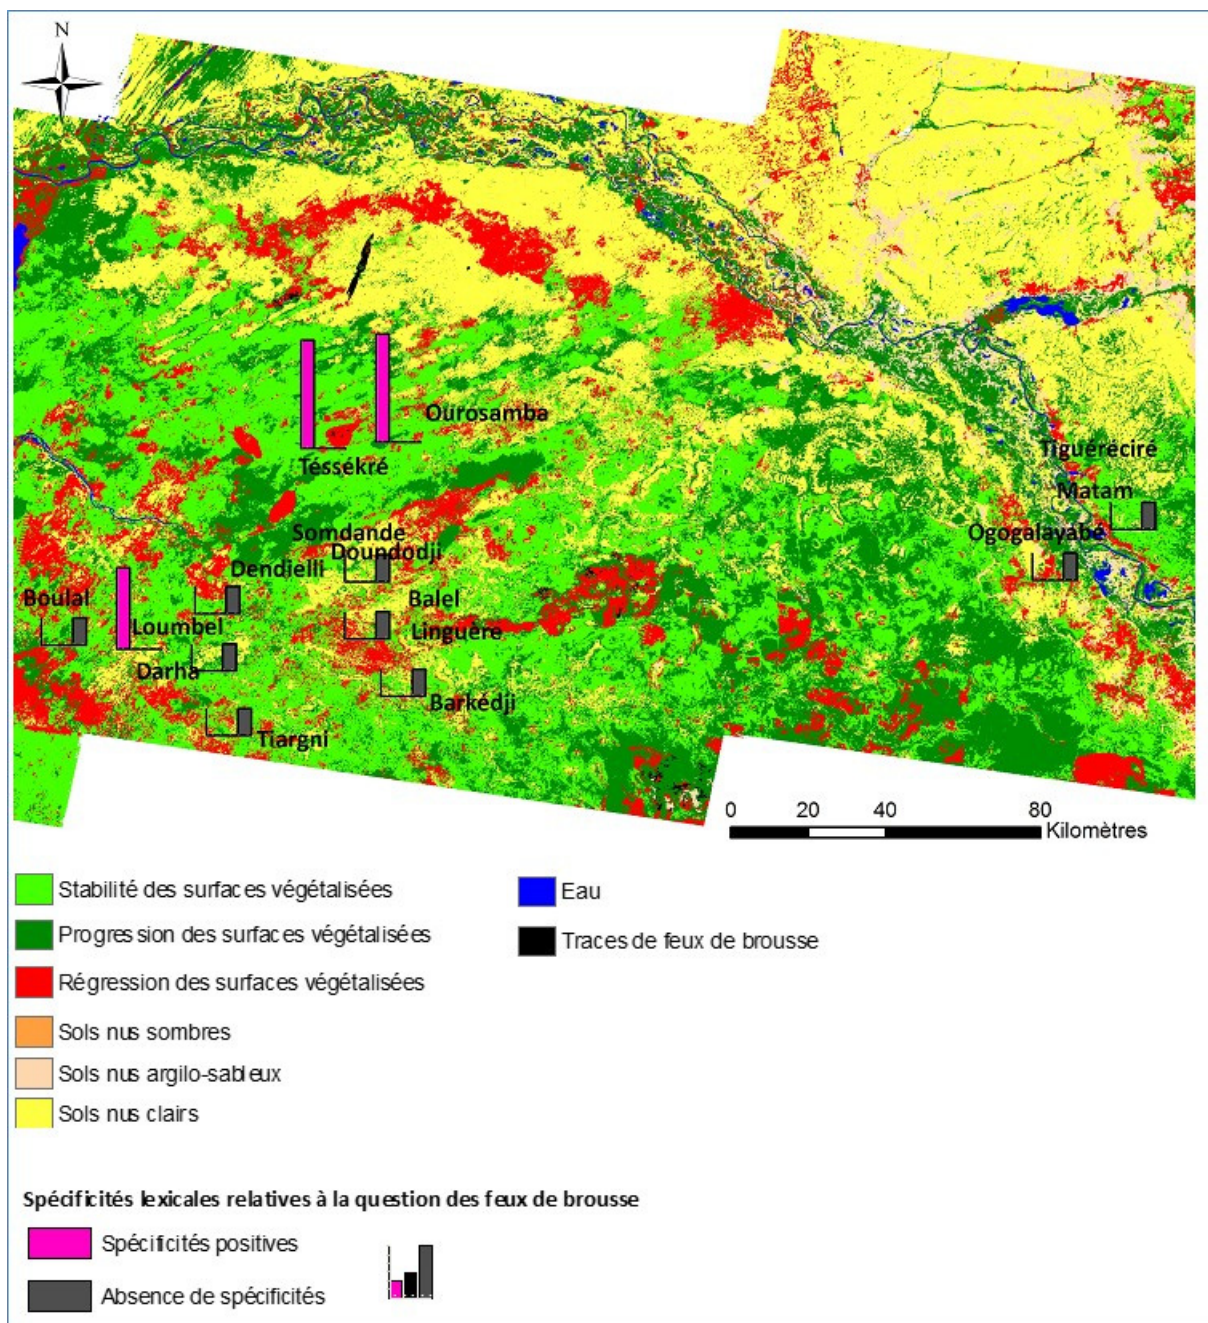 N
Ourosamba
Téssékré
Tiguéréciré
Matam
Ogogalayabé
Somdande
Doundodji
Dendielli
Boulal
Balel
Loumbel
Linguère
Darha
Barkédji
Tiargni
0 20 40 80
Kilomètres
Stabilité des surfaces végétalisées
Eau
Progression des surfaces végétalisées
Traces de feux de brousse
Régression des surfaces végétalisées
Sols nus sombres
Sols nus argilo-sableux
Sols nus clairs
Spécificités lexicales relatives à la question des feux de brousse
Spécificités positives
Absence de spécificités